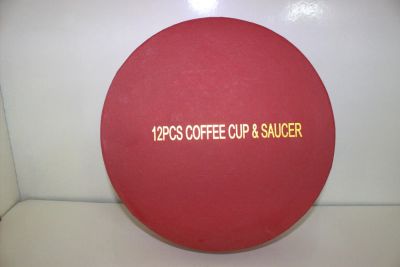 12PCS COFFEE CUP & SAUCER